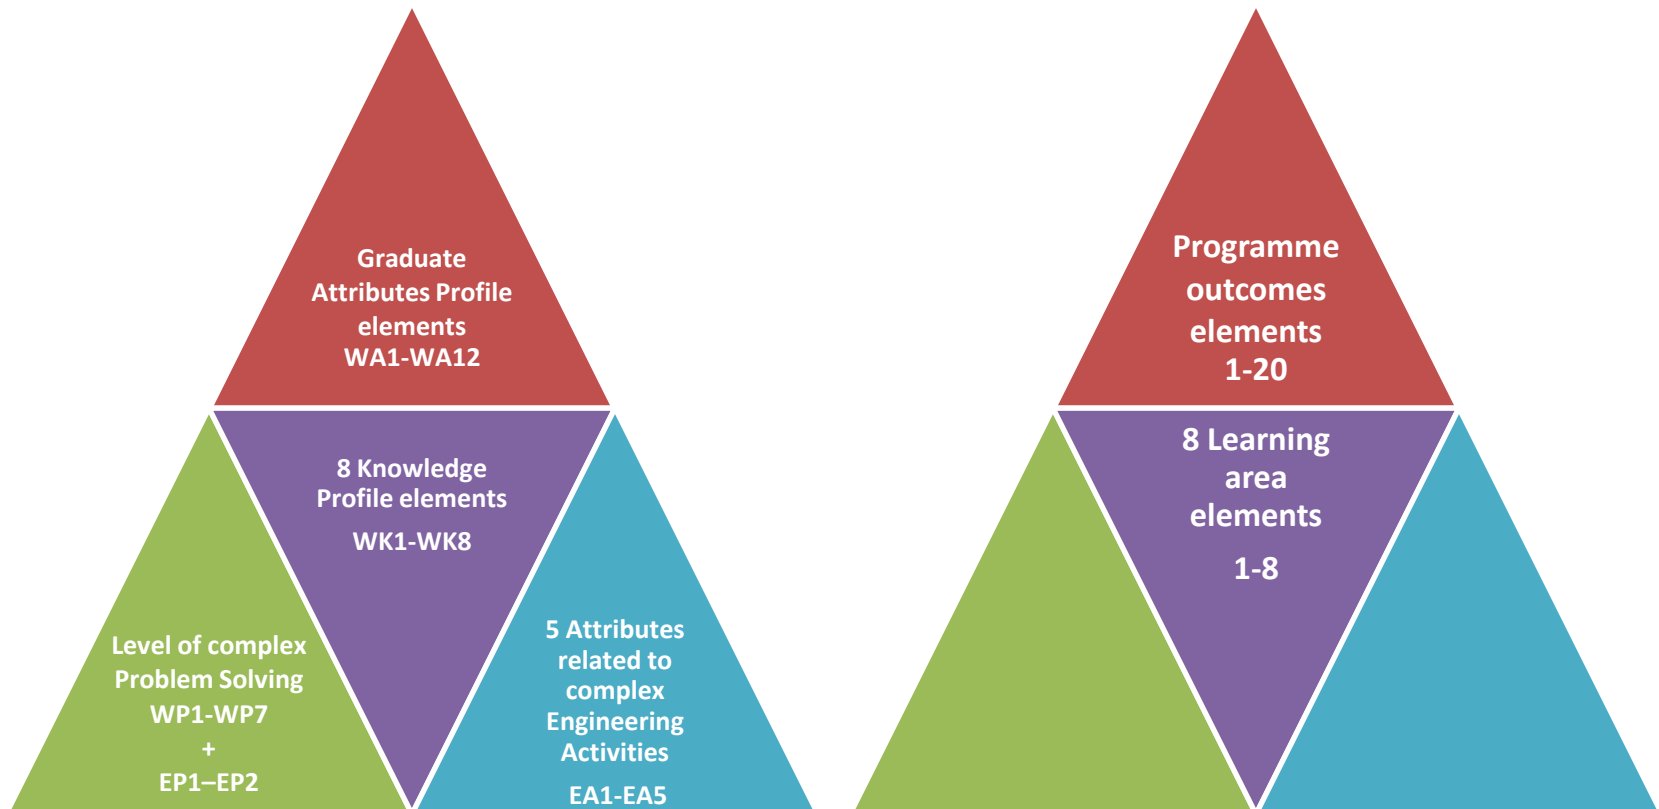 Graduate
Attributes Profile
elements
WA1-WA12
8 Knowledge
Profile elements
WK1-WK8
Level of complex
Problem Solving
WP1-WP7
+
EP1–EP2
5 Attributes
related to
complex
Engineering
Activities
EA1-EA5
Programme
outcomes
elements
1-20
8 Learning
area
elements
1-8